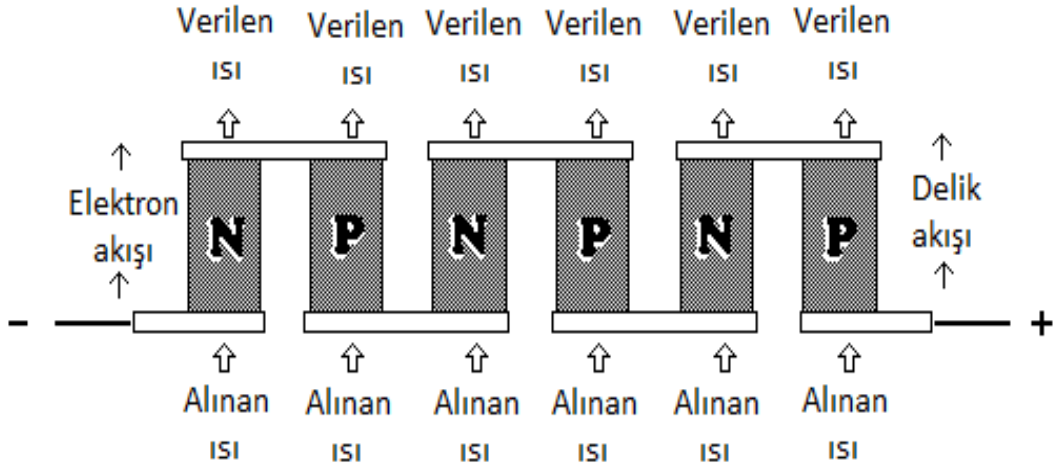 Verilen Verilen Verilen Verilen Verilen Verilen
ısı ısı ısı ısı ısı ısı
Elektron
akışı
N P N P N P
Delik
akışı
- +
Alınan Alınan Alınan Alınan Alınan Alınan
ısı ısı ısı ısı ısı ısı